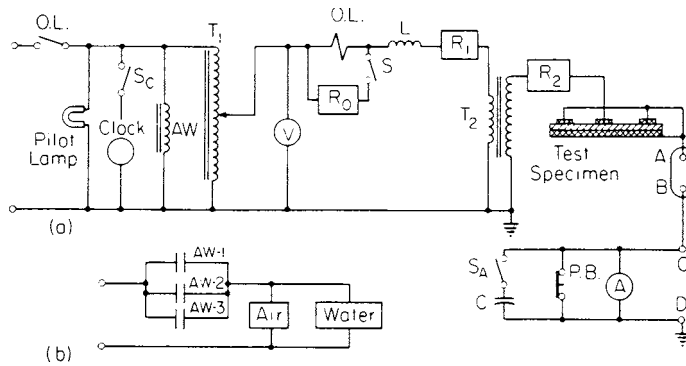 O.L.
T1
O.L.
L
R1
SC
S
R2
Clock
AW
R0
T2
V
Pilot
Lamp
Test
Specimen
A
B
(a)
AW-1
SA
P.B.
A
C
C
AW-2
AW-3
Air
Water
D
(b)